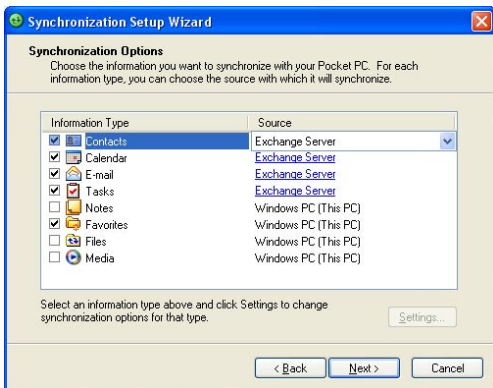 Synchronization Setup Wizard
Synchronization Options
Choose the information you want to synchronize with your Pocket PC. For each
information type, you can choose the source with which it will synchronize.
Information Type Source
Contacts Exchange Server
Calendar Exchange Server
E-mail Exchange Server
Tasks Exchange Server
Notes Windows PC (This PC)
Favorites Windows PC (This PC)
Files Windows PC (This PC)
Media Windows PC (This PC)
Select an information type above and click Settings to change
synchronization options for that type.
Settings...
< Back Next > Cancel